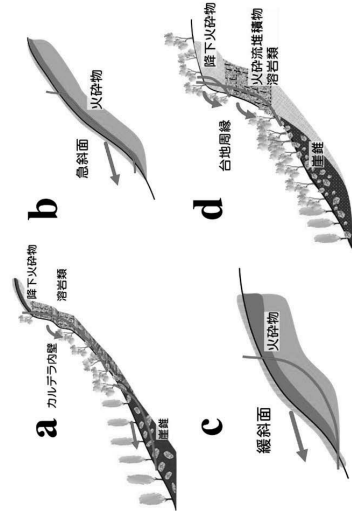 a
カルデラ内壁
降下火砕物
溶岩類
崖錐
b
急斜面
火砕物
c
緩斜面
火砕物
d
台地周縁
降下火砕物
火砕流堆積物
溶岩類
崖錐